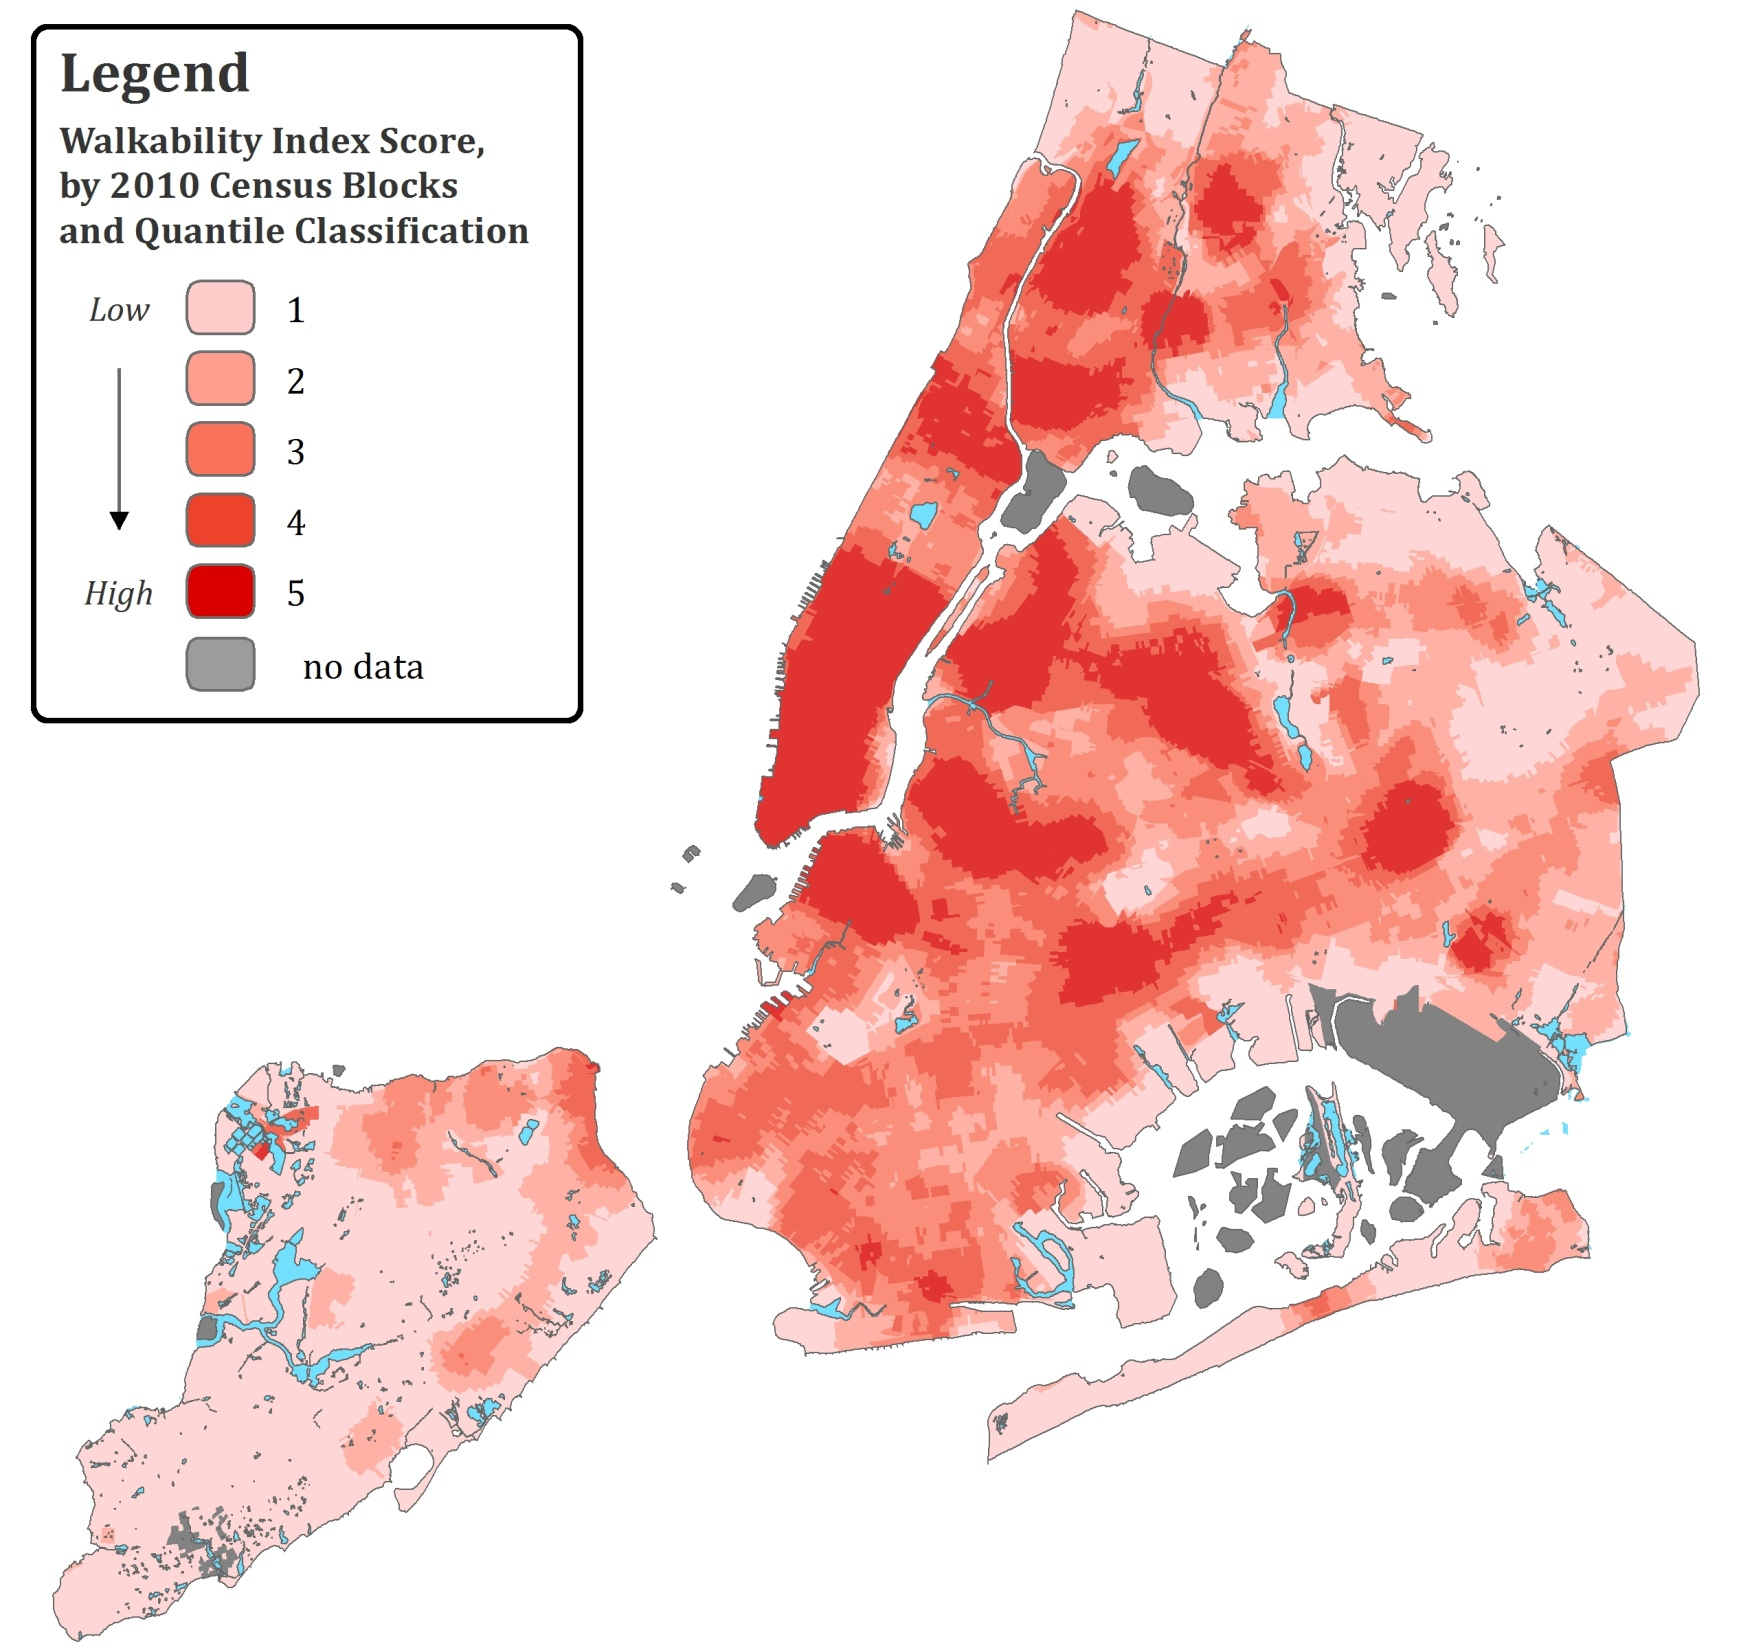 Legend
Walkability Index Score,
by 2010 Census Blocks
and Quantile Classification
Low
1
2
3
4
High
5
no data